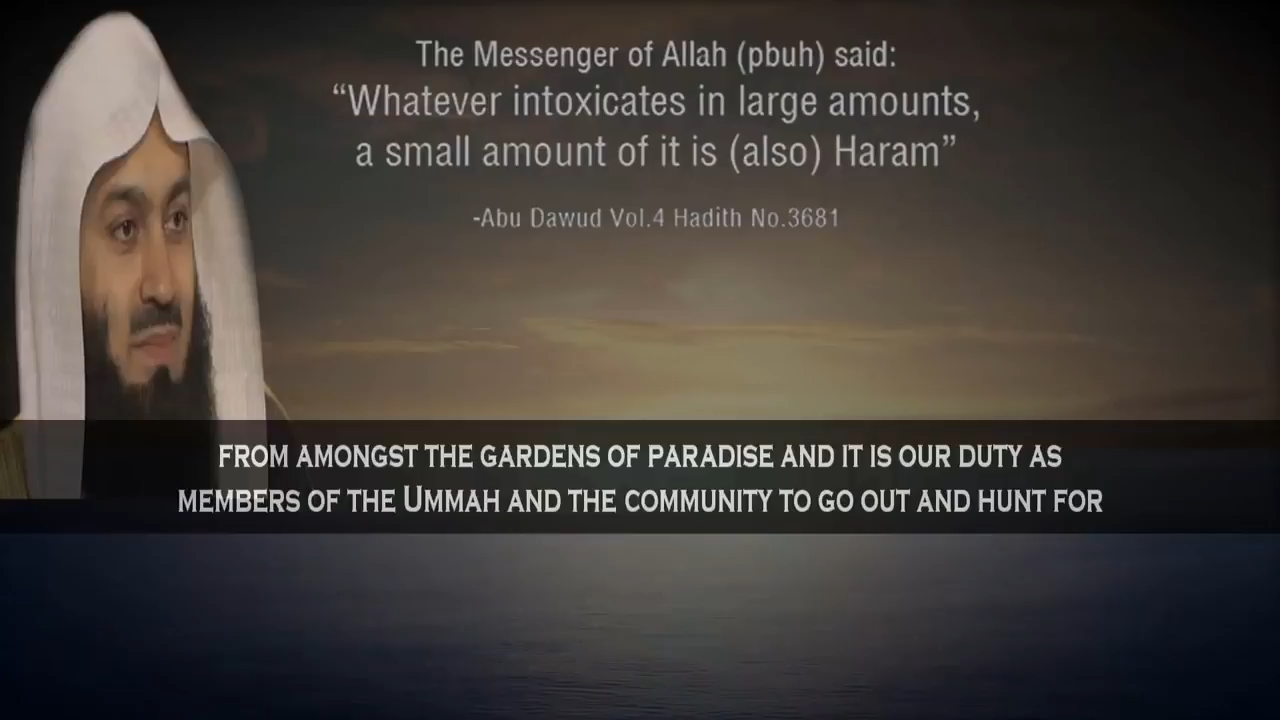 The Messenger of Allah (pbuh) said:
“Whatever intoxicates in large amounts,
a small amount of it is (also) Haram”
-Abu Dawud Vol.4 Hadith No.3681
FROM AMONGST THE GARDENS OF PARADISE AND IT IS OUR DUTY AS
MEMBERS OF THE UMMAH AND THE COMMUNITY TO GO OUT AND HUNT FOR